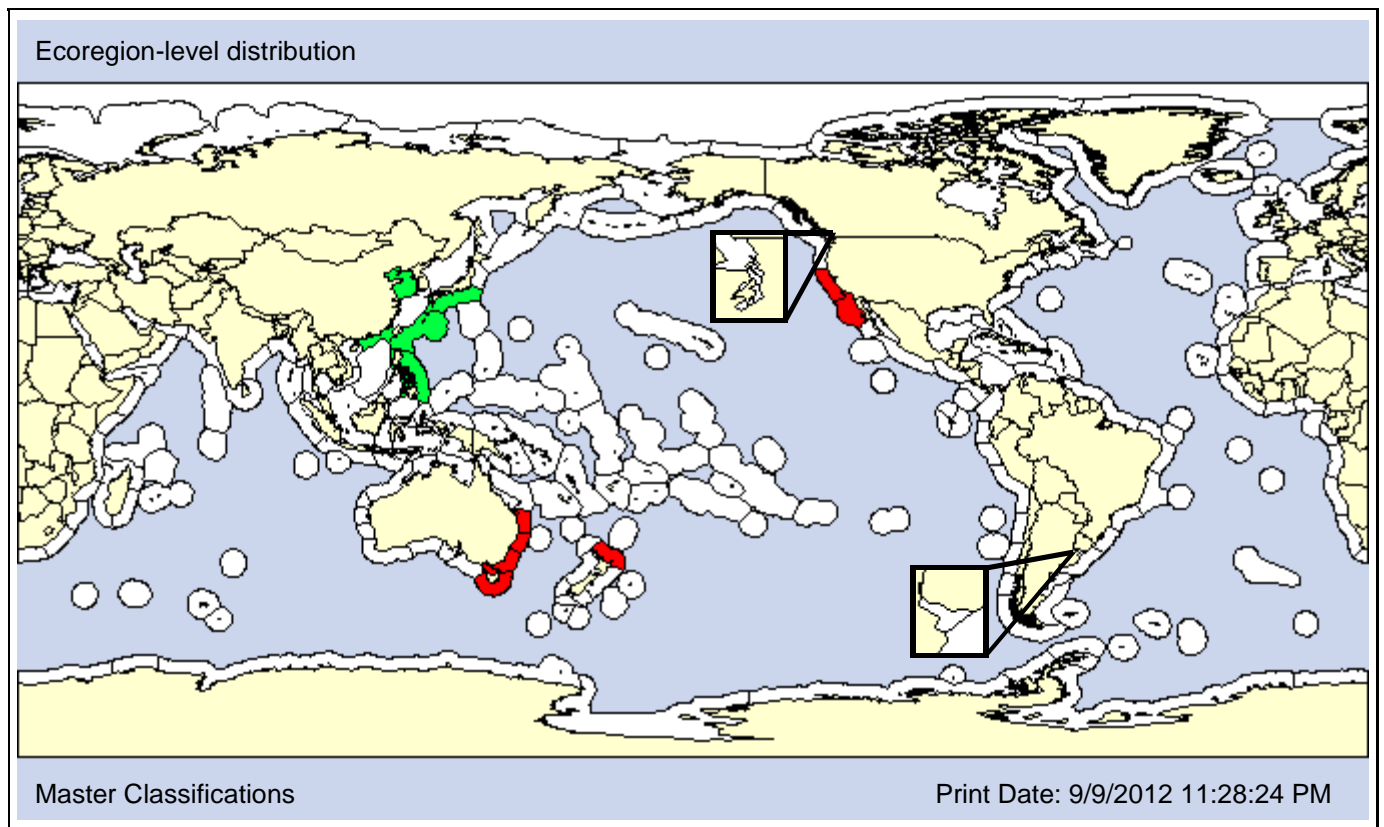 Ecoregion-level distribution
Master Classifications
Print Date: 9/9/2012 11:28:24 PM